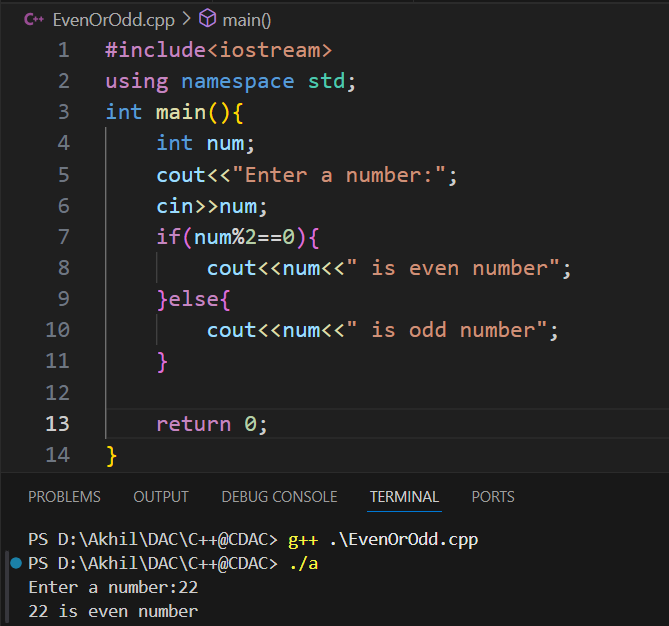 C++ EvenOrOdd.cpp > main()
1 #include<iostream>
2 using namespace std;
3 int main(){
4     int num;
5     cout<<"Enter a number:";
6     cin>>num;
7     if(num%2==0){
8         cout<<num<<" is even number";
9     }else{
10         cout<<num<<" is odd number";
11     }
12
13     return 0;
14 }
PROBLEMS OUTPUT DEBUG CONSOLE TERMINAL PORTS
PS D:\Akhil\DAC\C++@CDAC> g++ .\EvenOrOdd.cpp
PS D:\Akhil\DAC\C++@CDAC> ./a
Enter a number:22
22 is even number